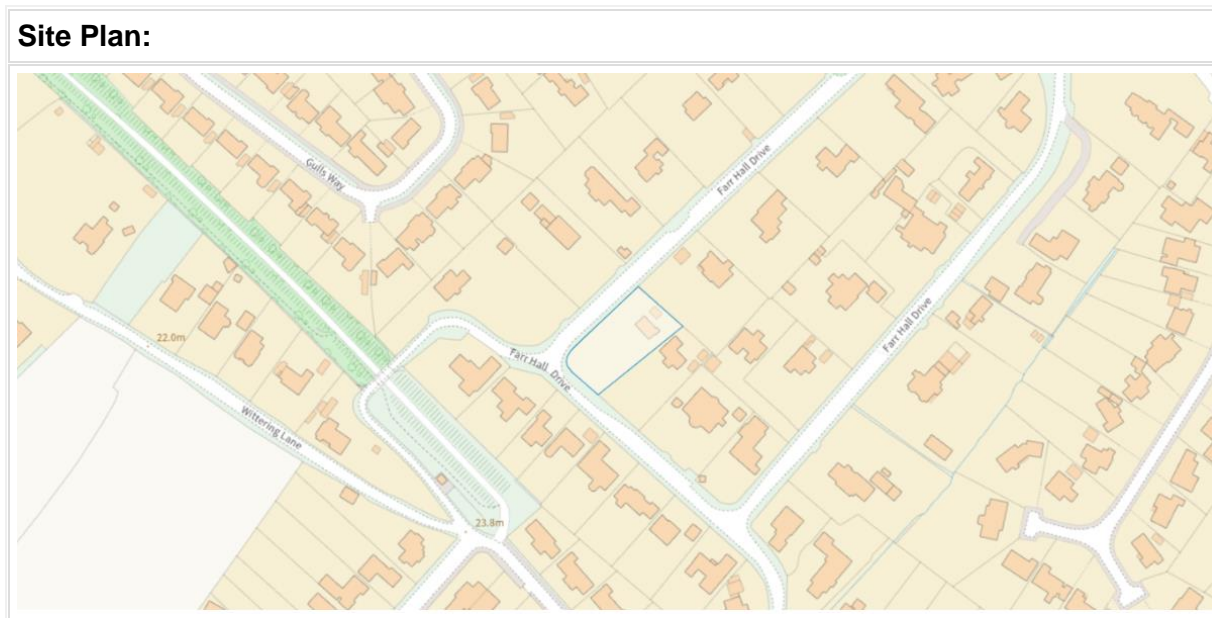 Site Plan:
Gulls Way
Farr Hall Drive
22.0m
Farr Hall Drive
Farr Hall Drive
Wittering Lane
23.8m